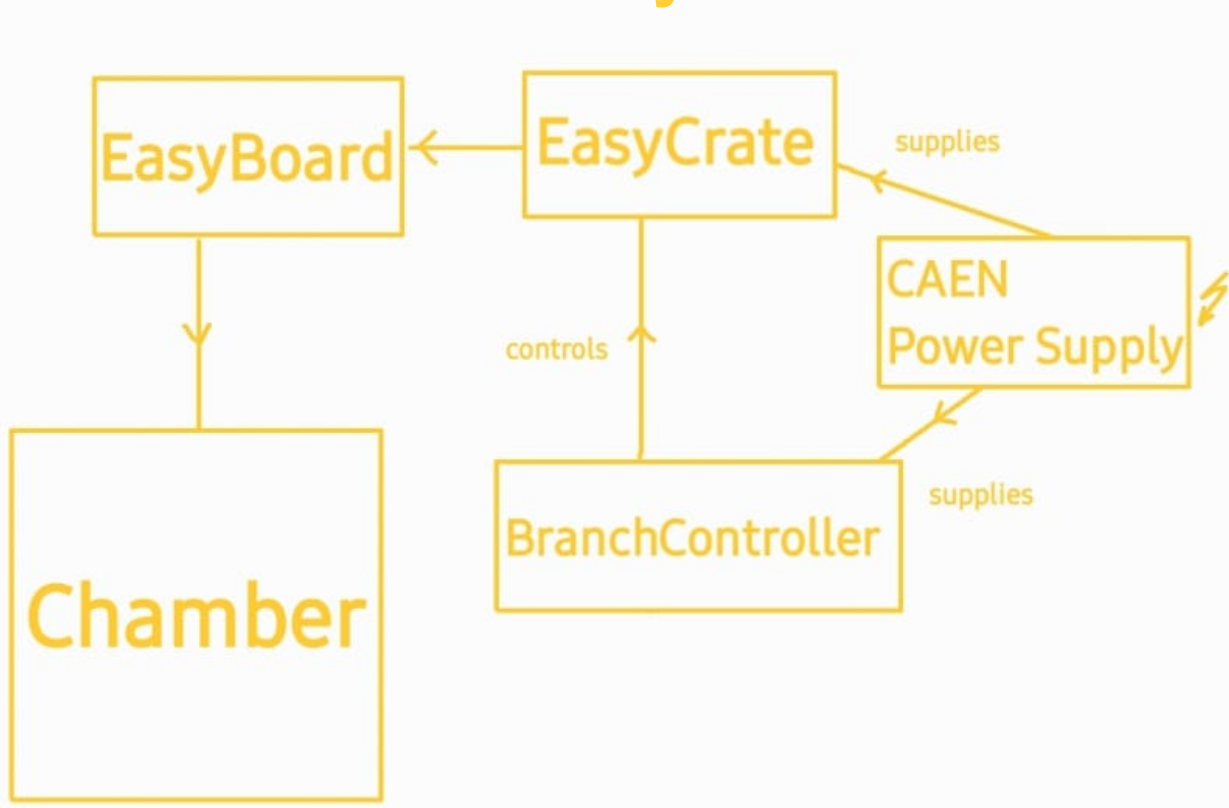 EasyBoard
EasyCrate
supplies
CAEN
Power Supply
controls
supplies
BranchController
Chamber